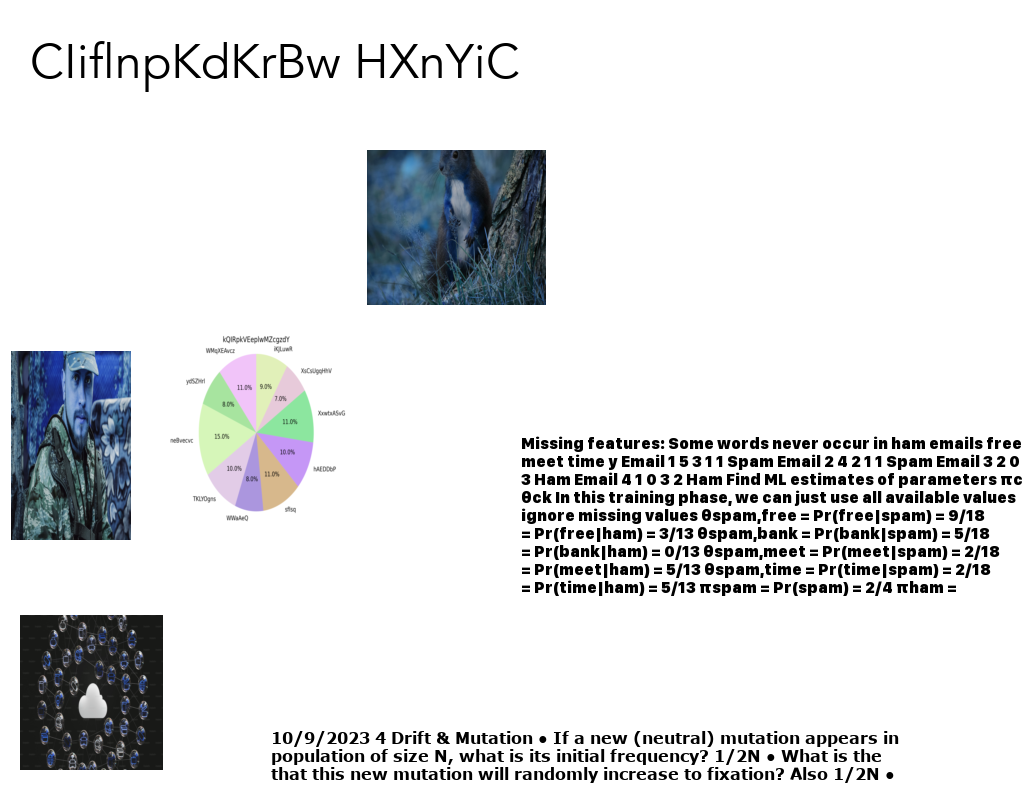 CIiflnpKdKrBw HXnYiC
kQIRpkVEeplwMZcgzdY
WMqXEAvcz
iKJLuwR
XsCsUgqHhV
ydSZHrl
11.0%
9.0%
7.0%
8.0%
XxwtxASvG
11.0%
neBvecvc
15.0%
10.0%
10.0%
hAEDDbP
8.0%
11.0%
TKLYDgns
sflsq
WWaAeQ
Missing features: Some words never occur in ham emails free
meet time y Email 1 5 3 1 1 Spam Email 2 4 2 1 1 Spam Email 3 2 0
3 Ham Email 4 1 0 3 2 Ham Find ML estimates of parameters πc
θck In this training phase, we can just use all available values
ignore missing values θspam,free = Pr(free|spam) = 9/18
= Pr(free|ham) = 3/13 θspam,bank = Pr(bank|spam) = 5/18
= Pr(bank|ham) = 0/13 θspam,meet = Pr(meet|spam) = 2/18
= Pr(meet|ham) = 5/13 θspam,time = Pr(time|spam) = 2/18
= Pr(time|ham) = 5/13 πspam = Pr(spam) = 2/4 πham =
10/9/2023 4 Drift & Mutation • If a new (neutral) mutation appears in
population of size N, what is its initial frequency? 1/2N • What is the
that this new mutation will randomly increase to fixation? Also 1/2N •